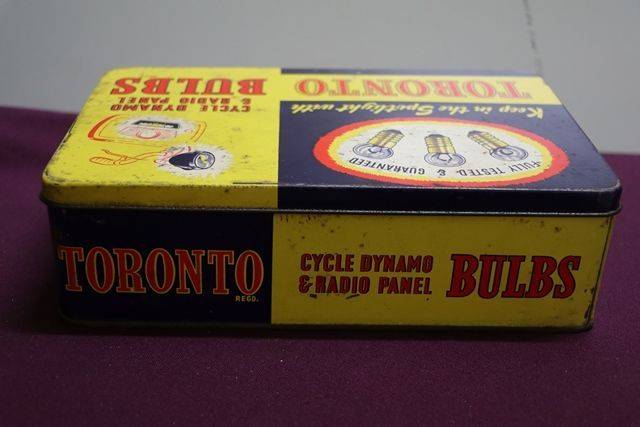 Keep in the Spotlight with
TORONTO
CYCLE DYNAMO
& RADIO PANEL
BULBS
FULLY TESTED & GUARANTEED
TORONTO
REGD.
CYCLE DYNAMO
& RADIO PANEL
BULBS